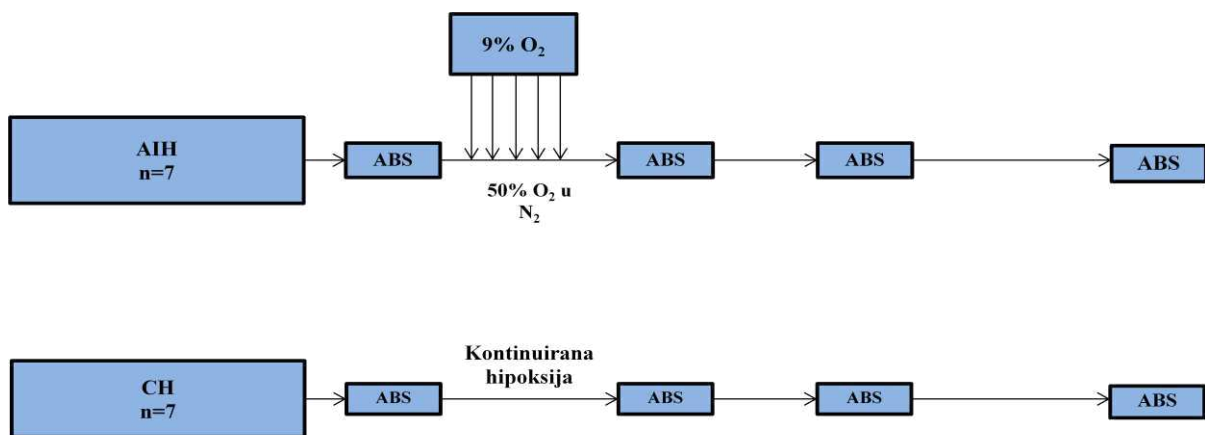 9% O₂
AIH
n=7
ABS
ABS
ABS
ABS
50% O₂ u
N₂
Kontinuirana
hipoksija
CH
n=7
ABS
ABS
ABS
ABS